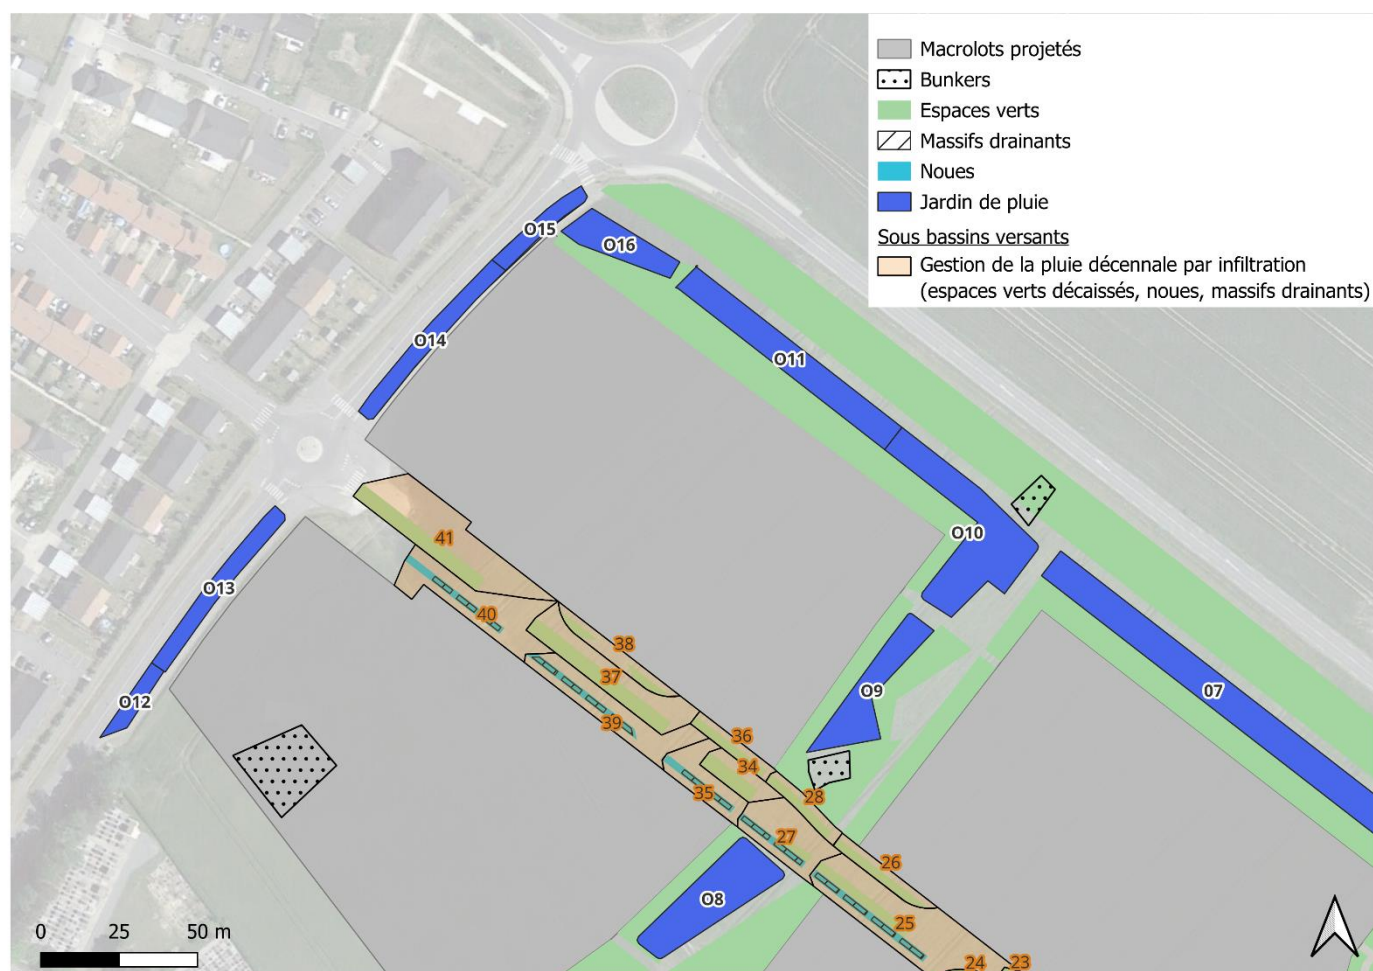 Macrolots projetés
Bunkers
Espaces verts
Massifs drainants
Noues
Jardin de pluie
Sous bassins versants
Gestion de la pluie décennale par infiltration
(espaces verts décaissés, noues, massifs drainants)
O15
O16
O14
O11
O10
41
O13
40
38
37
O9
O7
O12
39
36
34
35
28
27
26
O8
25
24
23
0 25 50 m